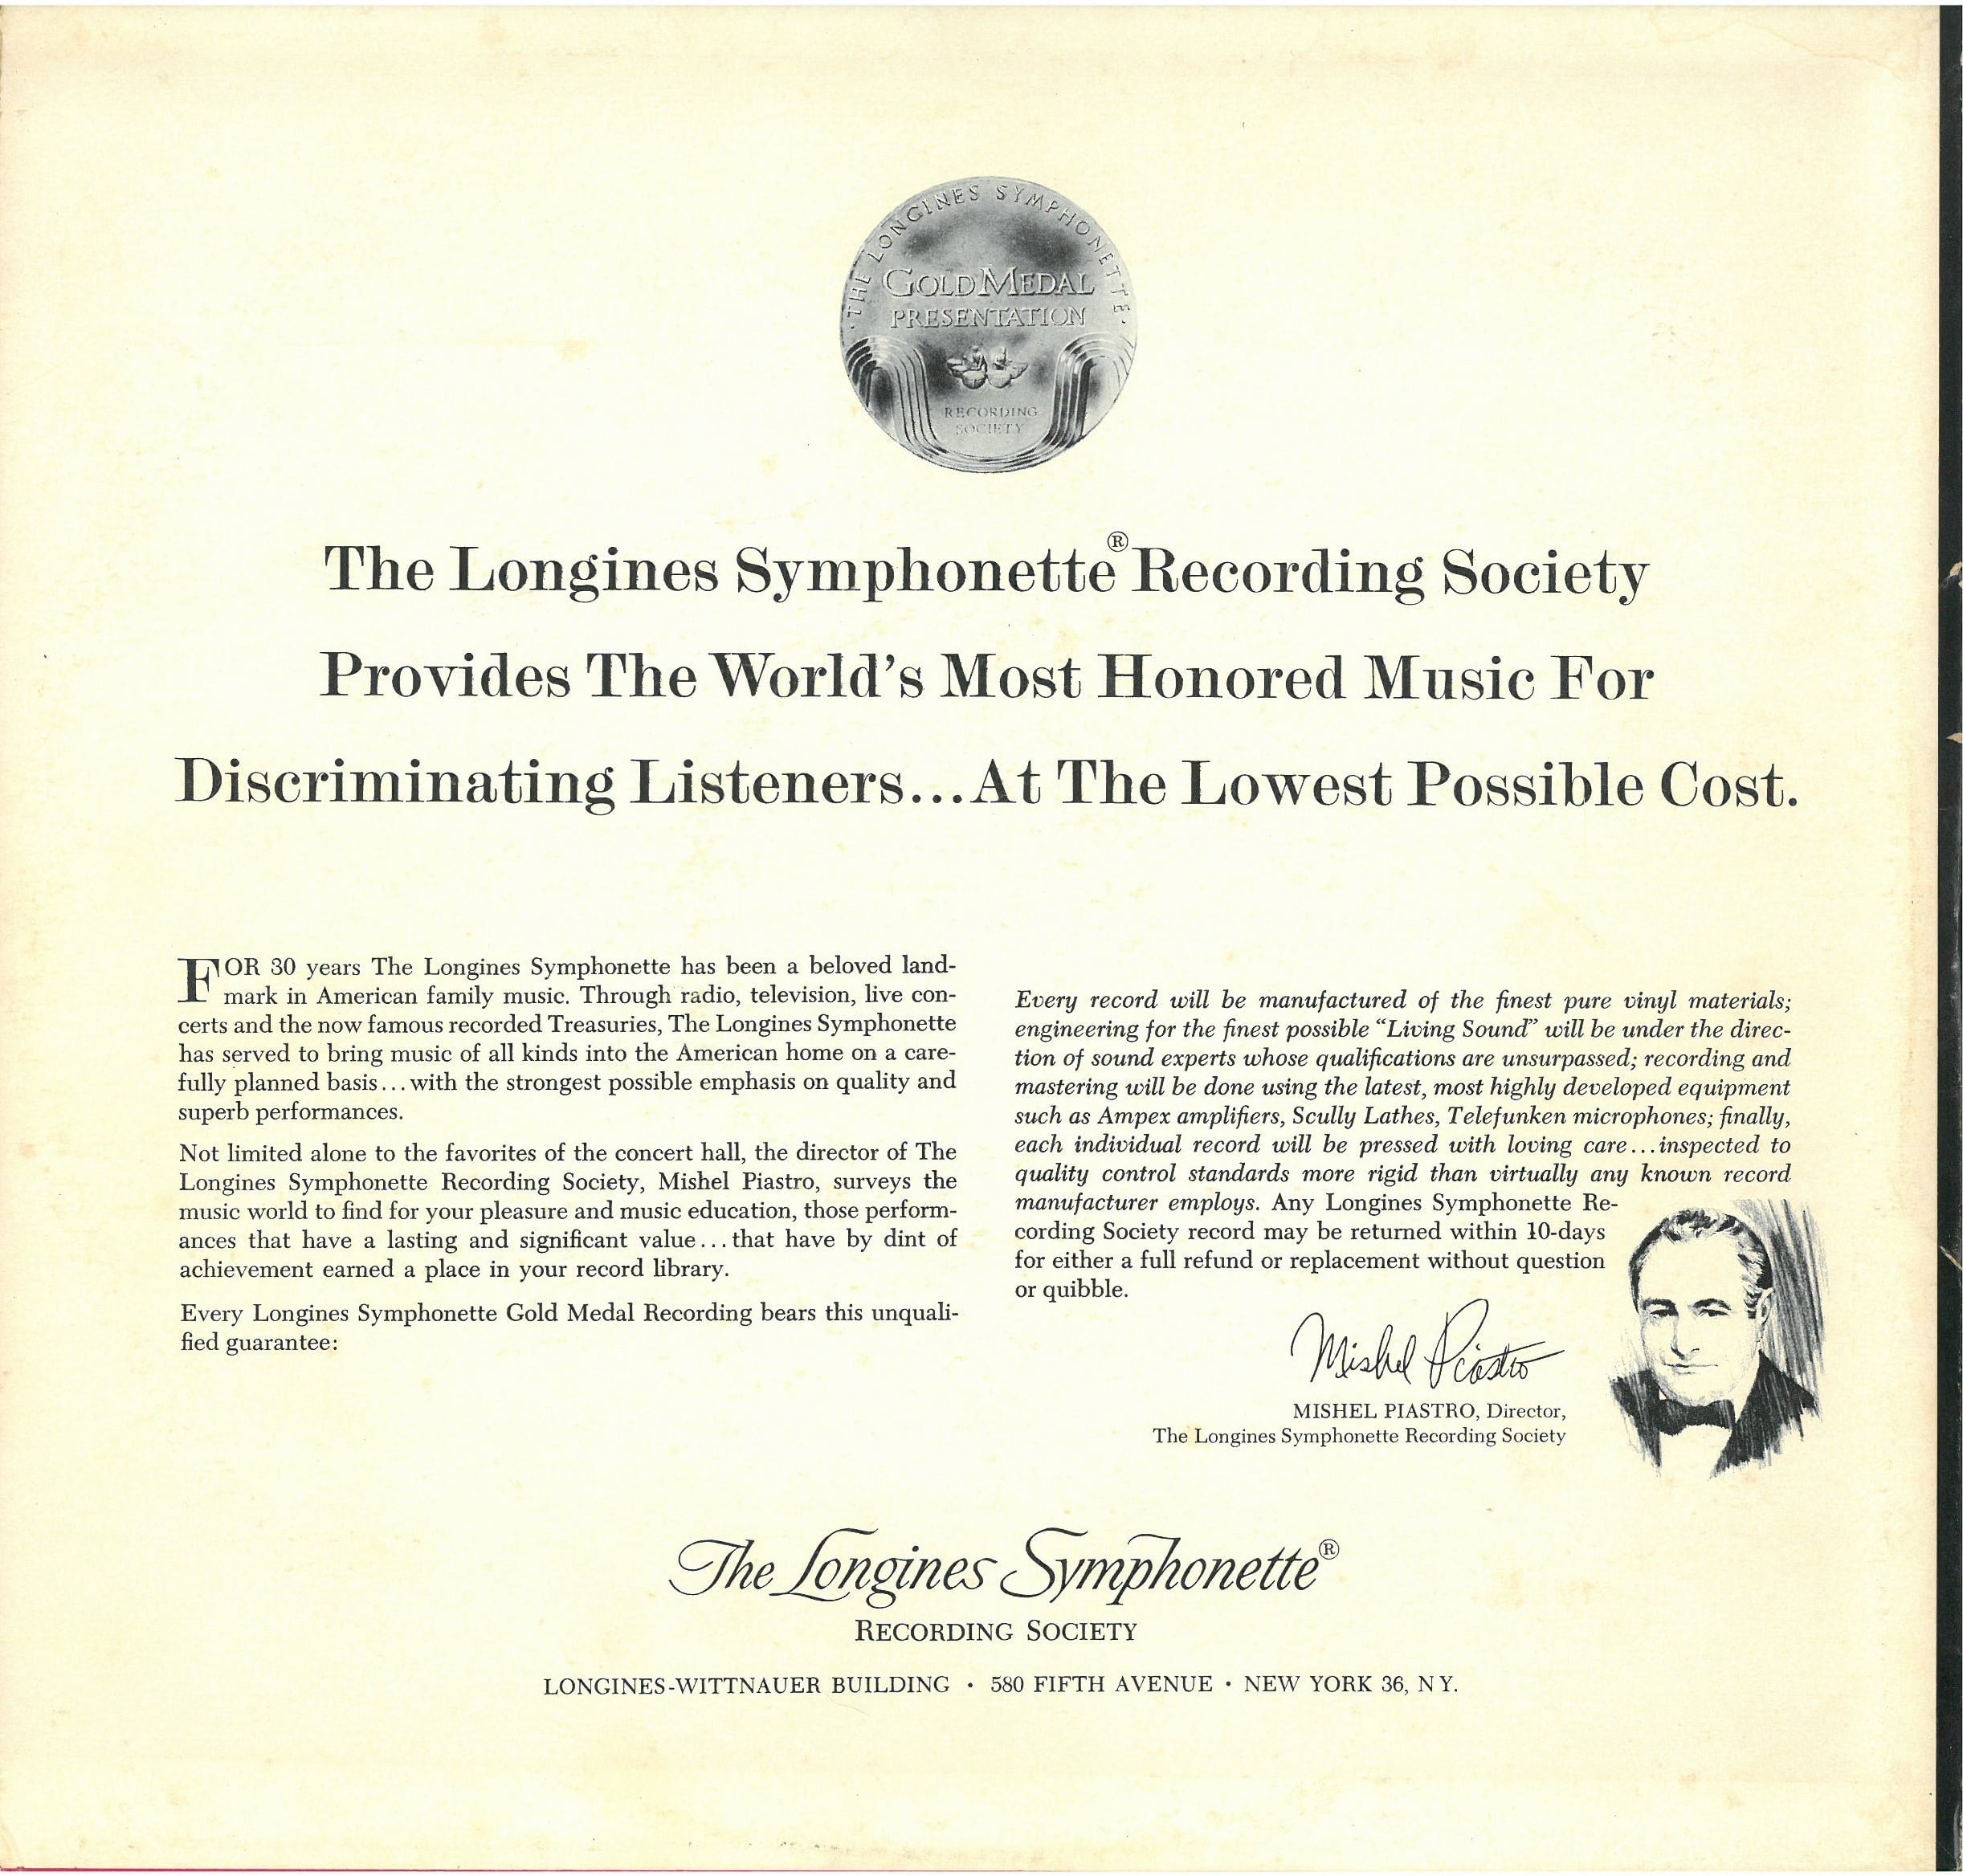 · THE LONGINES SYMPHONETTE ·
GOLD MEDAL
PRESENTATION
RECORDING
SOCIETY
The Longines Symphonette® Recording Society
Provides The World's Most Honored Music For
Discriminating Listeners...At The Lowest Possible Cost.
FOR 30 years The Longines Symphonette has been a beloved land-
mark in American family music. Through radio, television, live con-
certs and the now famous recorded Treasuries, The Longines Symphonette
has served to bring music of all kinds into the American home on a care-
fully planned basis...with the strongest possible emphasis on quality and
superb performances.
Not limited alone to the favorites of the concert hall, the director of The
Longines Symphonette Recording Society, Mishel Piastro, surveys the
music world to find for your pleasure and music education, those perform-
ances that have a lasting and significant value...that have by dint of
achievement earned a place in your record library.
Every Longines Symphonette Gold Medal Recording bears this unquali-
fied guarantee:
Every record will be manufactured of the finest pure vinyl materials;
engineering for the finest possible “Living Sound” will be under the direc-
tion of sound experts whose qualifications are unsurpassed; recording and
mastering will be done using the latest, most highly developed equipment
such as Ampex amplifiers, Scully Lathes, Telefunken microphones; finally,
each individual record will be pressed with loving care...inspected to
quality control standards more rigid than virtually any known record
manufacturer employs. Any Longines Symphonette Re-
cording Society record may be returned within 10-days
for either a full refund or replacement without question
or quibble.
Mishel Piastro
MISHEL PIASTRO, Director,
The Longines Symphonette Recording Society
The Longines Symphonette®
RECORDING SOCIETY
LONGINES-WITTNAUER BUILDING · 580 FIFTH AVENUE · NEW YORK 36, N Y.